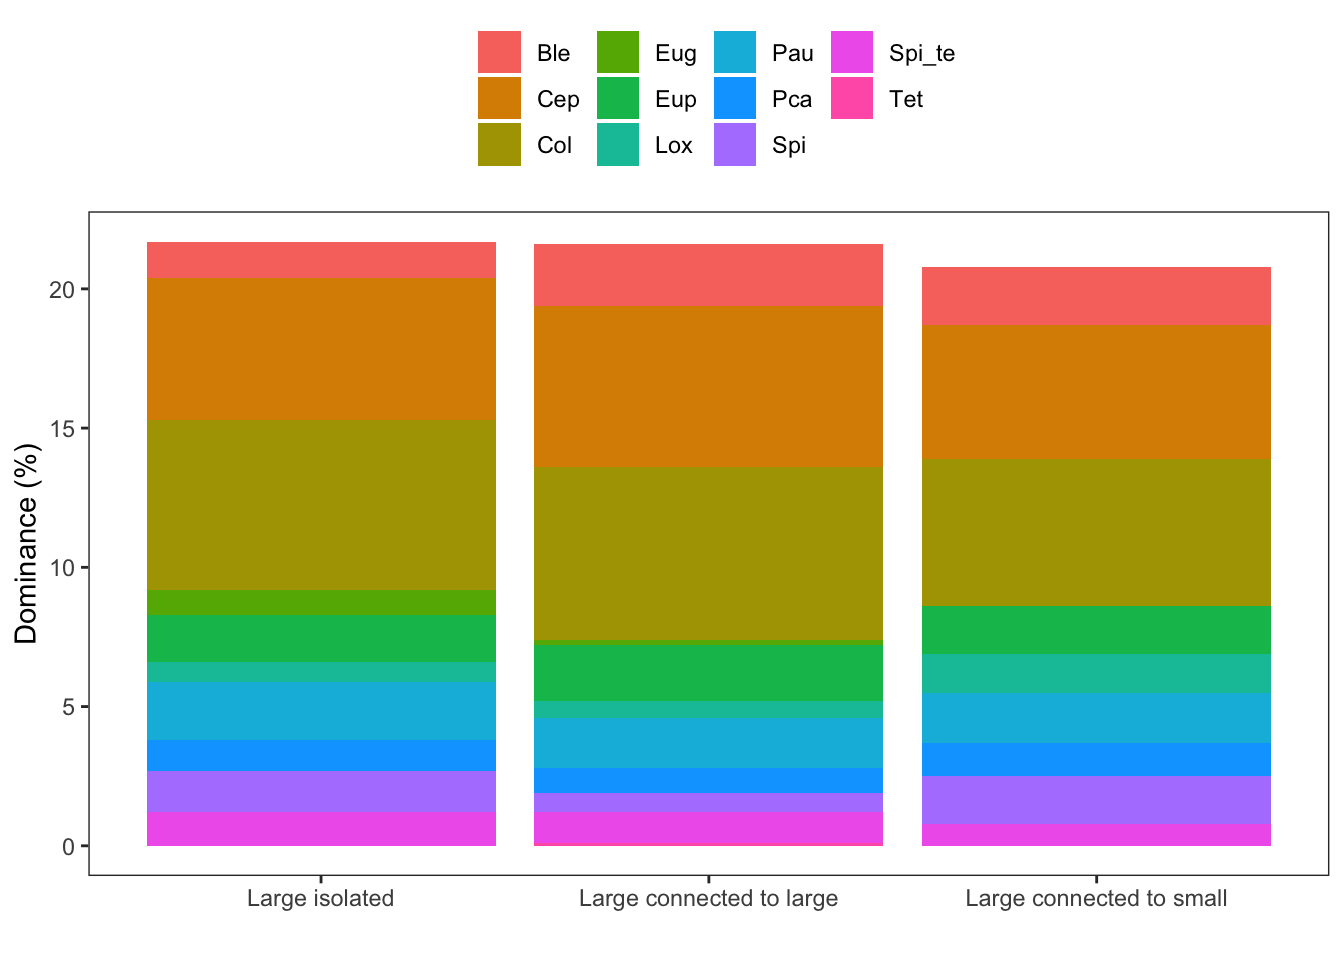 Ble Eug Pau Spi_te
Cep Eup Pca Tet
Col Lox Spi
Dominance (%)
20
15
10
5
0
Large isolated
Large connected to large
Large connected to small